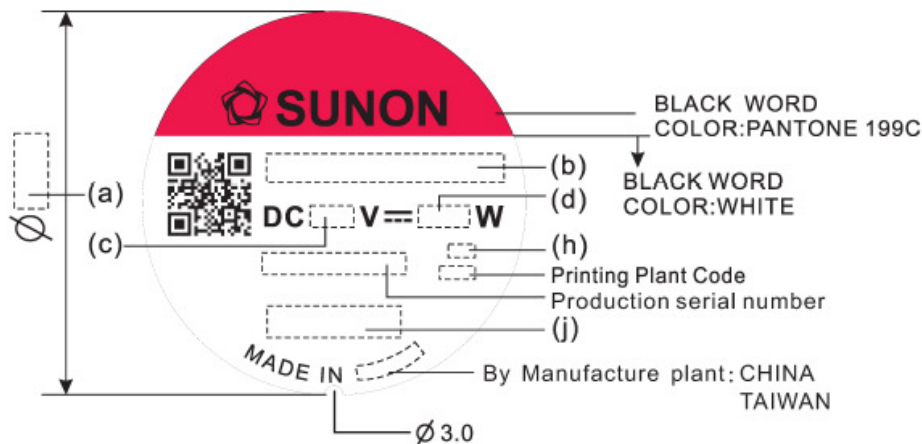 SUNON
BLACK WORD
COLOR:PANTONE 199C
(a)
(b)
BLACK WORD
COLOR:WHITE
(d)
DC V⎓ W
(c)
(h)
Printing Plant Code
Production serial number
(j)
MADE IN
By Manufacture plant: CHINA
TAIWAN
Ø
Ø 3.0